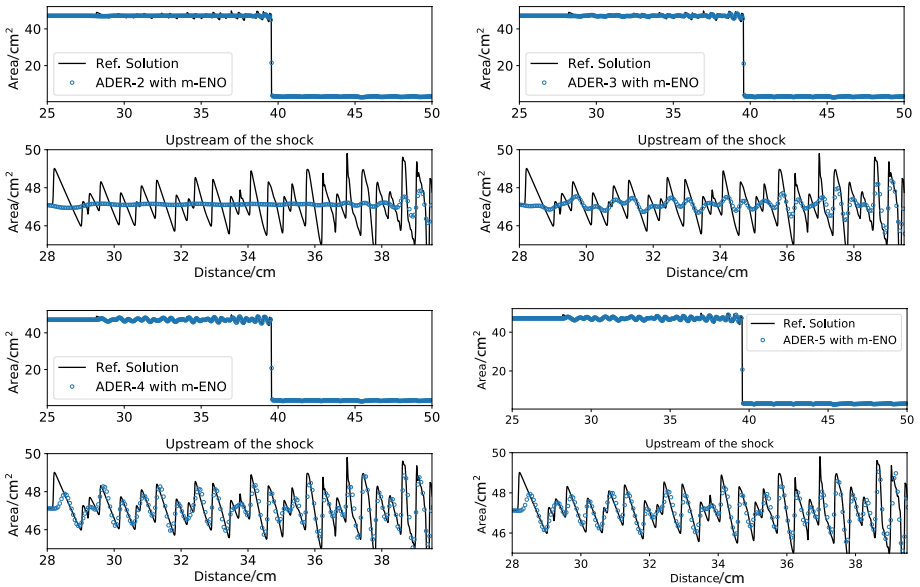 Area/cm²
40
20
Ref. Solution
ADER-2 with m-ENO
25 30 35 40 45 50
Upstream of the shock
Area/cm²
50
48
46
28 30 32 34 36 38
Distance/cm
Area/cm²
40
20
Ref. Solution
ADER-3 with m-ENO
25 30 35 40 45 50
Upstream of the shock
Area/cm²
50
48
46
28 30 32 34 36 38
Distance/cm
Area/cm²
40
20
Ref. Solution
ADER-4 with m-ENO
25 30 35 40 45 50
Upstream of the shock
Area/cm²
50
48
46
28 30 32 34 36 38
Distance/cm
Area/cm²
40
20
Ref. Solution
ADER-5 with m-ENO
25 30 35 40 45 50
Upstream of the shock
Area/cm²
50
48
46
28 30 32 34 36 38
Distance/cm